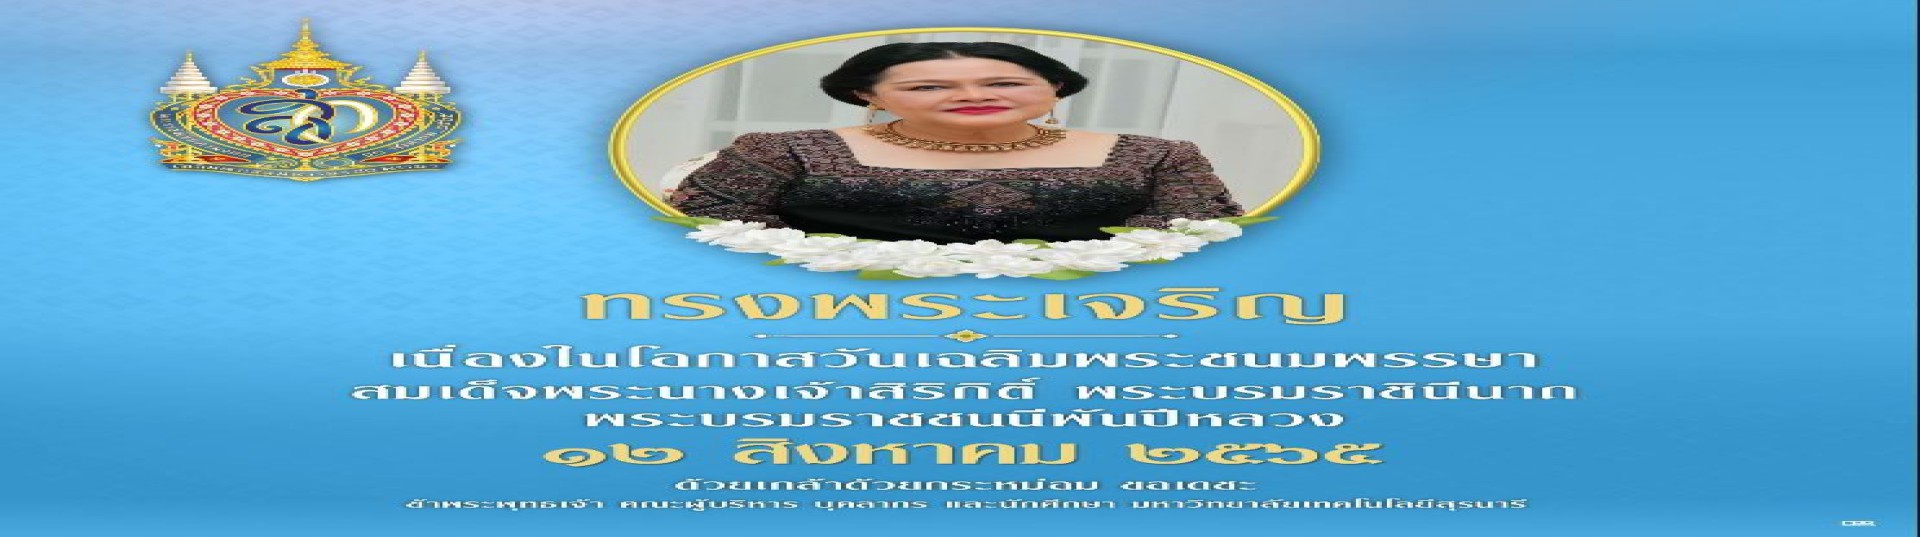 ทรงพระเจริญ
เนื่องในโอกาสวันเฉลิมพระชนมพรรษา
สมเด็จพระนางเจ้าสิริกิติ์ พระบรมราชินีนาถ
พระบรมราชชนนีพันปีหลวง
๑๒ สิงหาคม ๒๕๖๕
ด้วยเกล้าด้วยกระหม่อม ขอเดชะ
ข้าพระพุทธเจ้า คณะผู้บริหาร บุคลากร และนักศึกษา มหาวิทยาลัยเทคโนโลยีสุรนารี